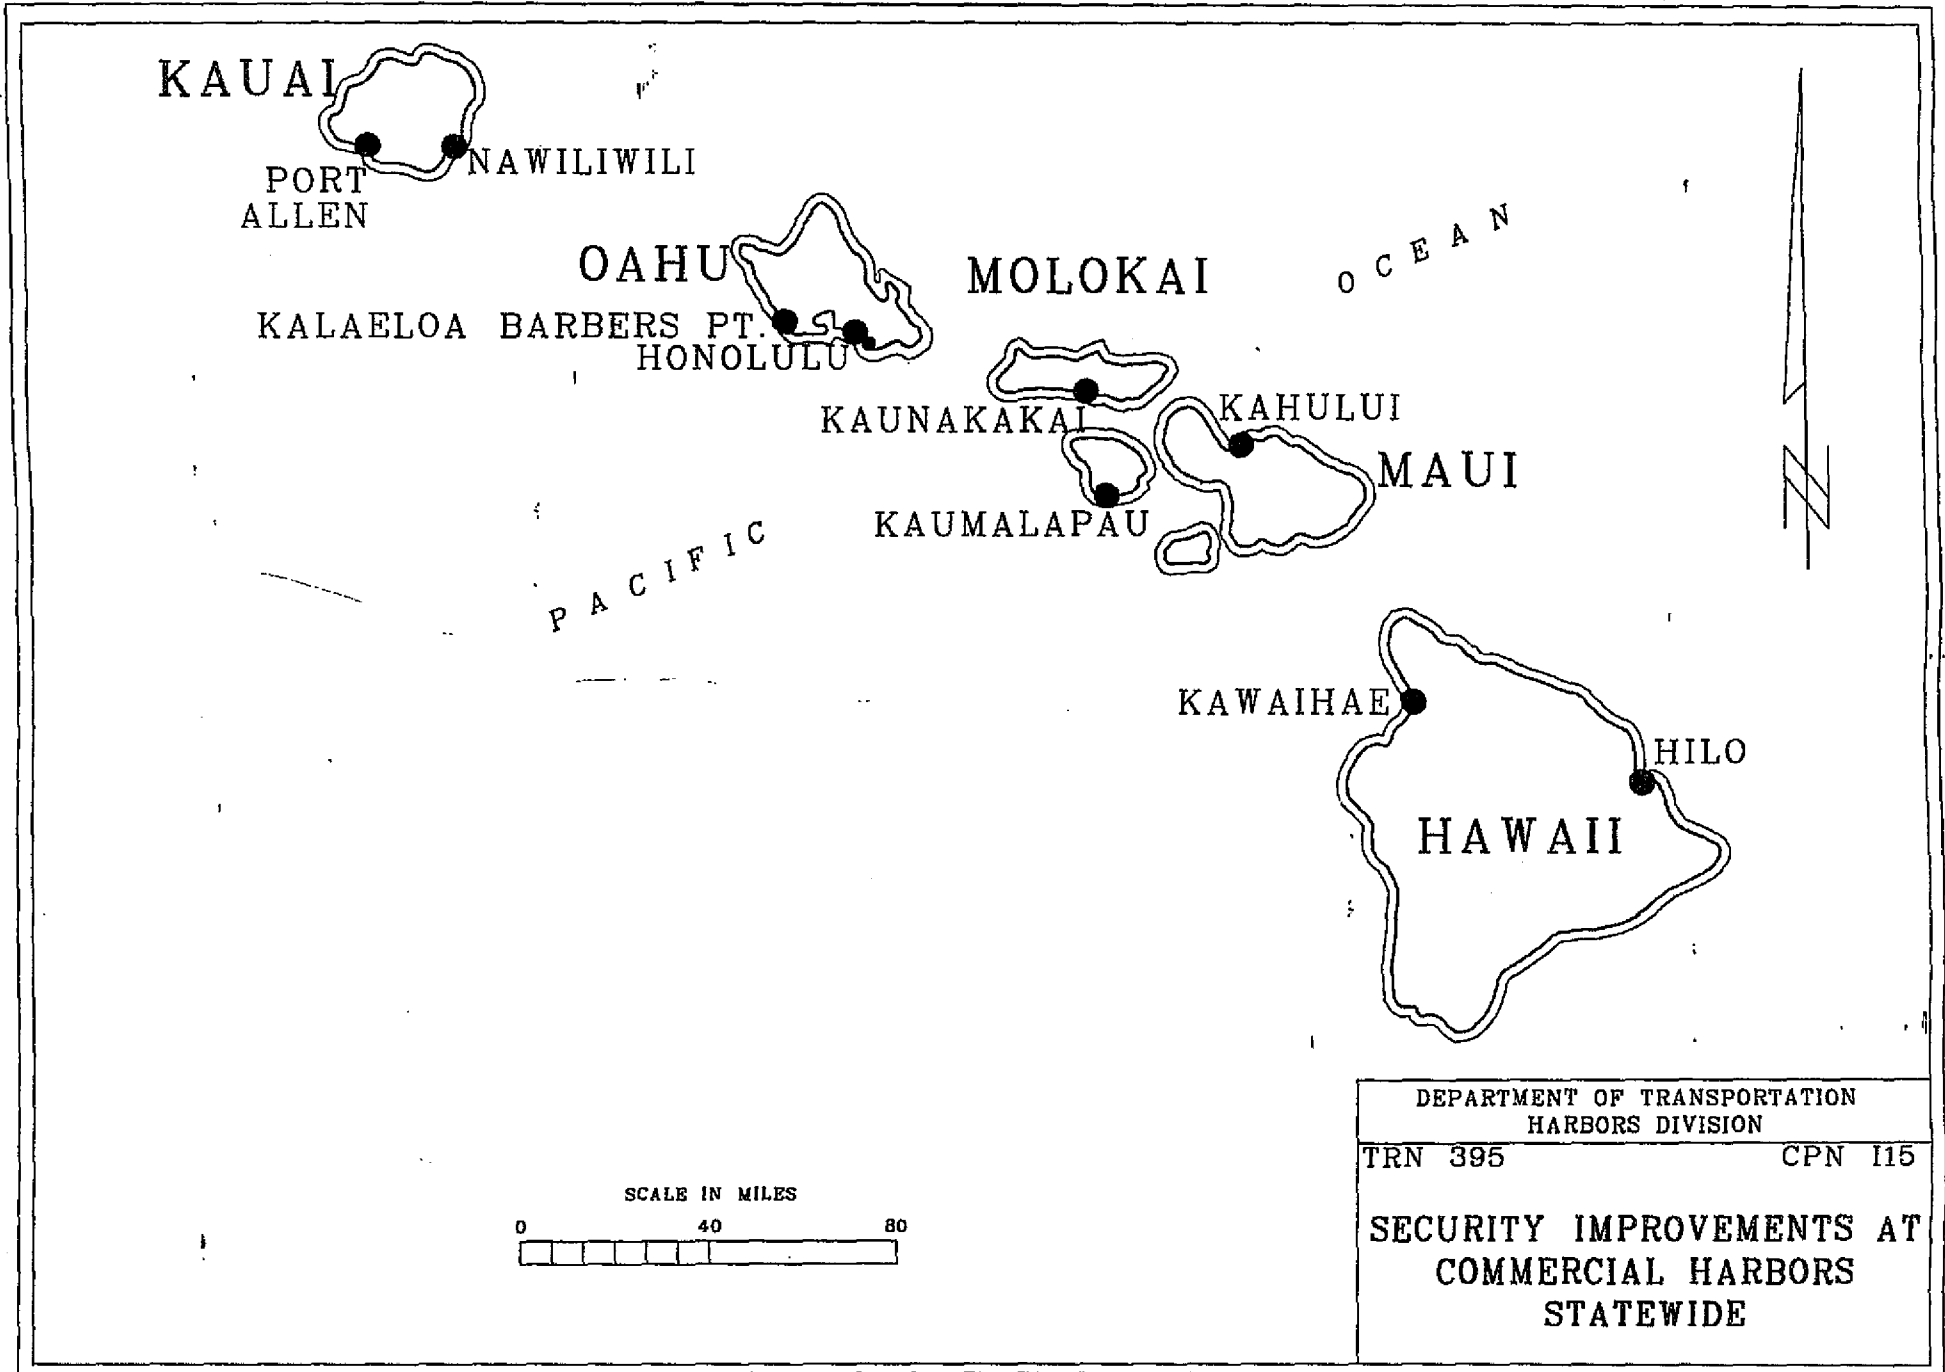 KAUAI
PORT
ALLEN
NAWILIWILI
OAHU
KALAELOA BARBERS PT.
HONOLULU
MOLOKAI
OCEAN
KAUNAKAKAI
KAHULUI
MAUI
KAUMALAPAU
PACIFIC
KAWAIHAE
HILO
HAWAII
N
SCALE IN MILES
0 40 80
DEPARTMENT OF TRANSPORTATION
HARBORS DIVISION
TRN 395 CPN I15
SECURITY IMPROVEMENTS AT
COMMERCIAL HARBORS
STATEWIDE